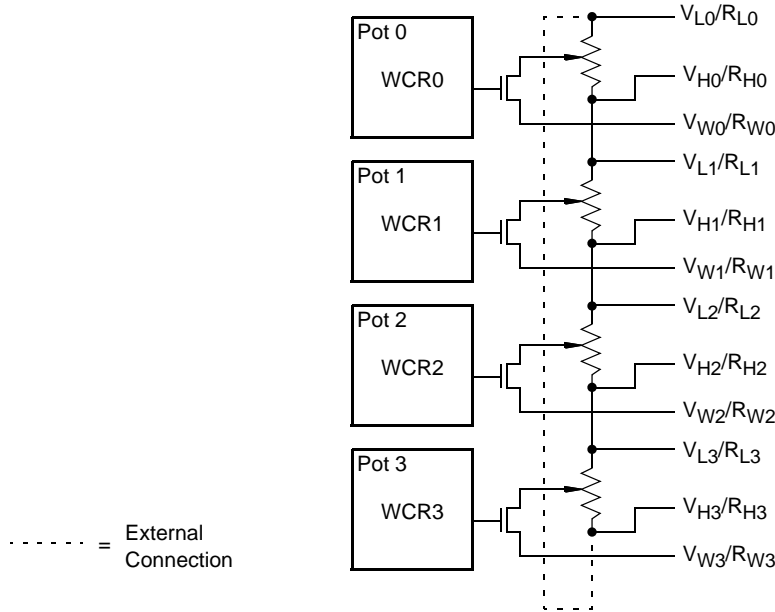 Pot 0
WCR0
VL0/RL0
VH0/RH0
VW0/RW0
Pot 1
WCR1
VL1/RL1
VH1/RH1
VW1/RW1
Pot 2
WCR2
VL2/RL2
VH2/RH2
VW2/RW2
Pot 3
WCR3
VL3/RL3
VH3/RH3
VW3/RW3
= External
Connection